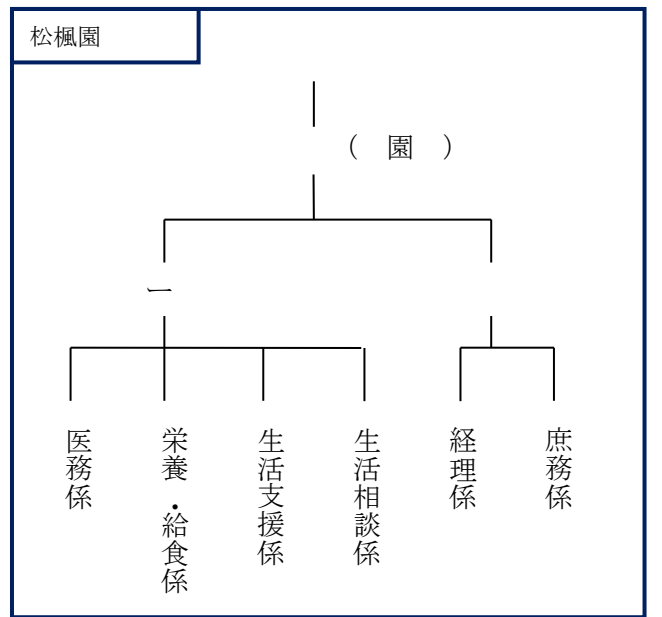 松楓園
( 園 )
ー
庶務係
経理係
生活相談係
生活支援係
栄養・給食係
医務係